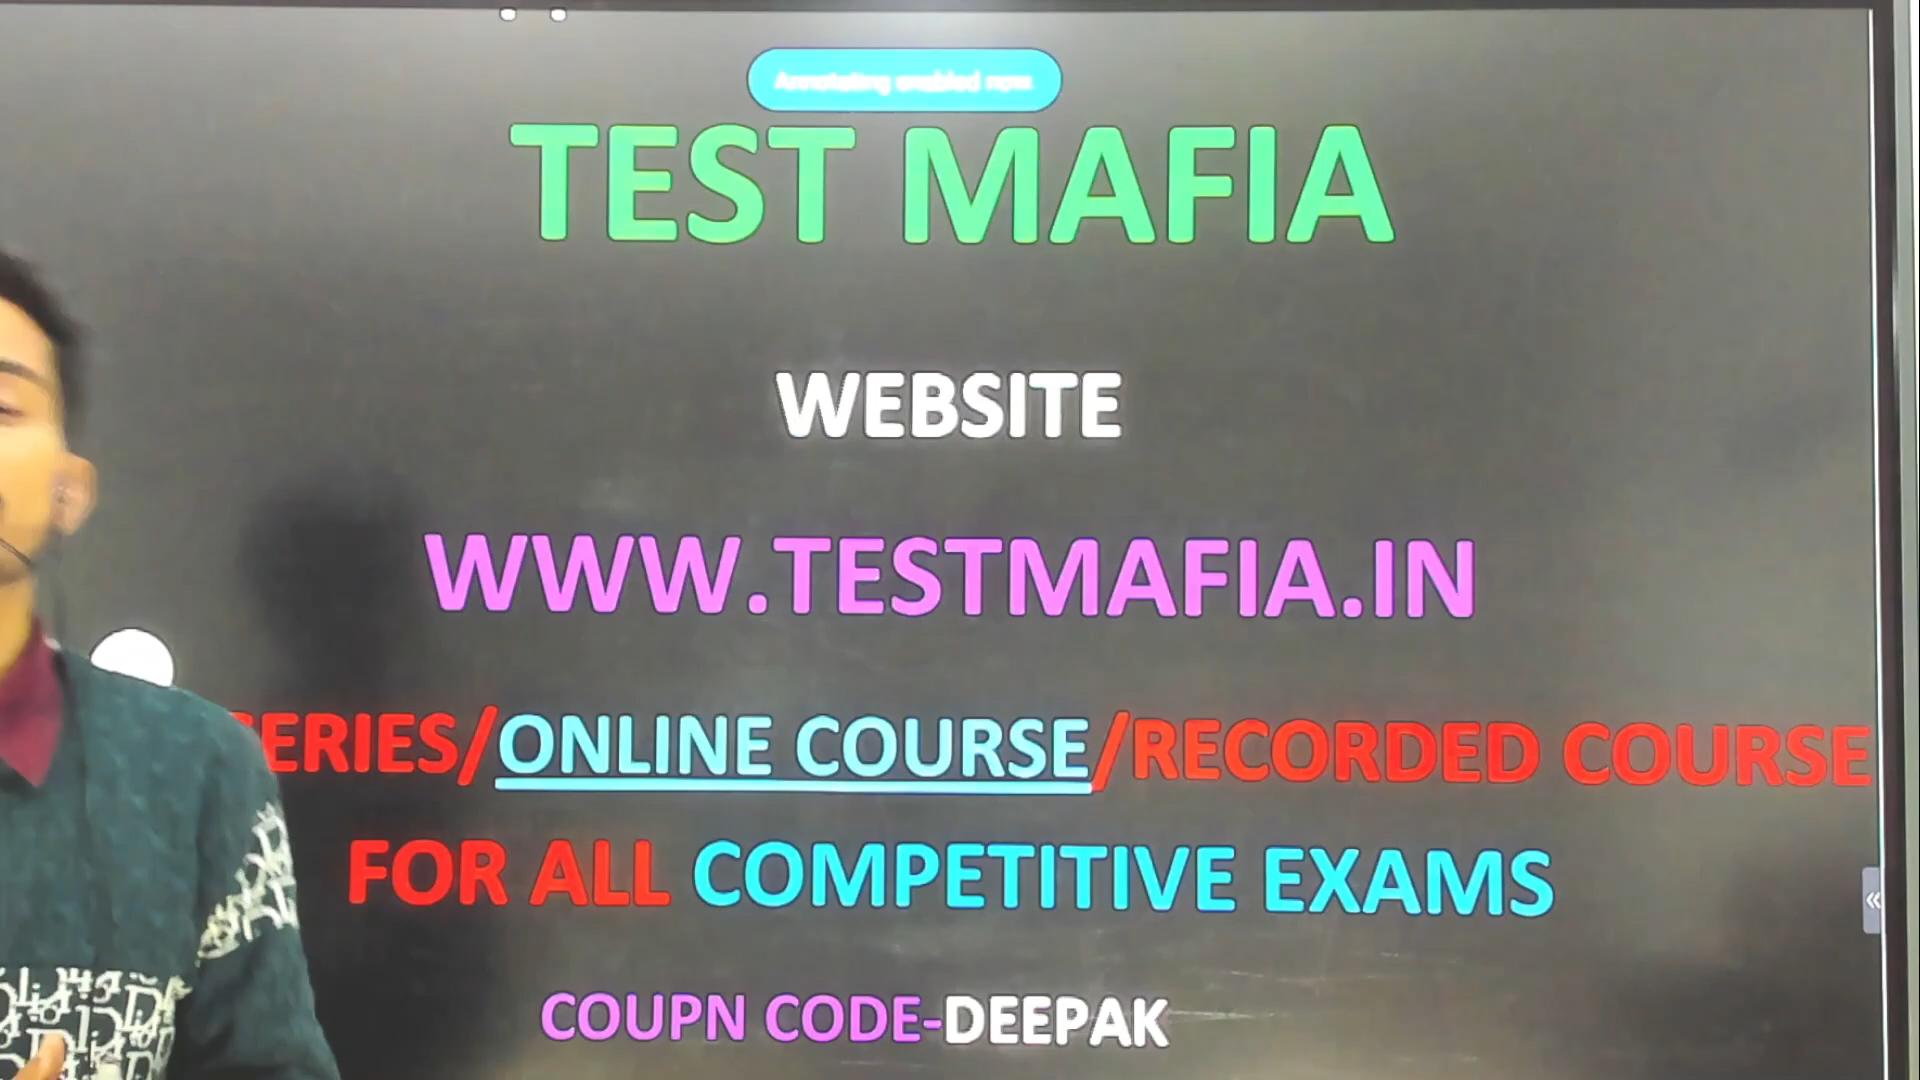 Annotating enabled now.
TEST MAFIA
WEBSITE
WWW.TESTMAFIA.IN
SERIES/ONLINE COURSE/RECORDED COURSE
FOR ALL COMPETITIVE EXAMS
COUPN CODE-DEEPAK